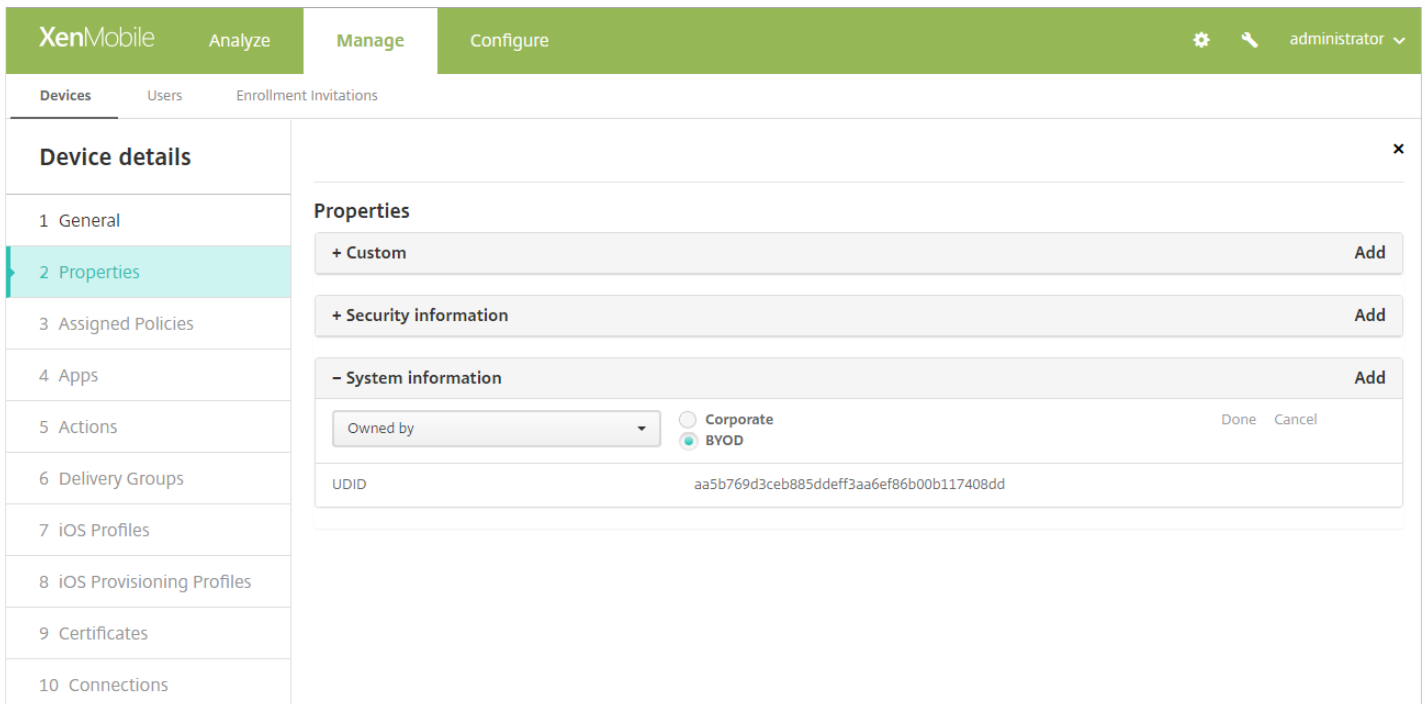 XenMobile Analyze Manage Configure administrator
Devices Users Enrollment Invitations
Device details
×
1 General
2 Properties
3 Assigned Policies
4 Apps
5 Actions
6 Delivery Groups
7 iOS Profiles
8 iOS Provisioning Profiles
9 Certificates
10 Connections
Properties
+ Custom Add
+ Security information Add
− System information Add
Owned by Corporate Done Cancel
BYOD
UDID aa5b769d3ceb885ddeff3aa6ef86b00b117408dd